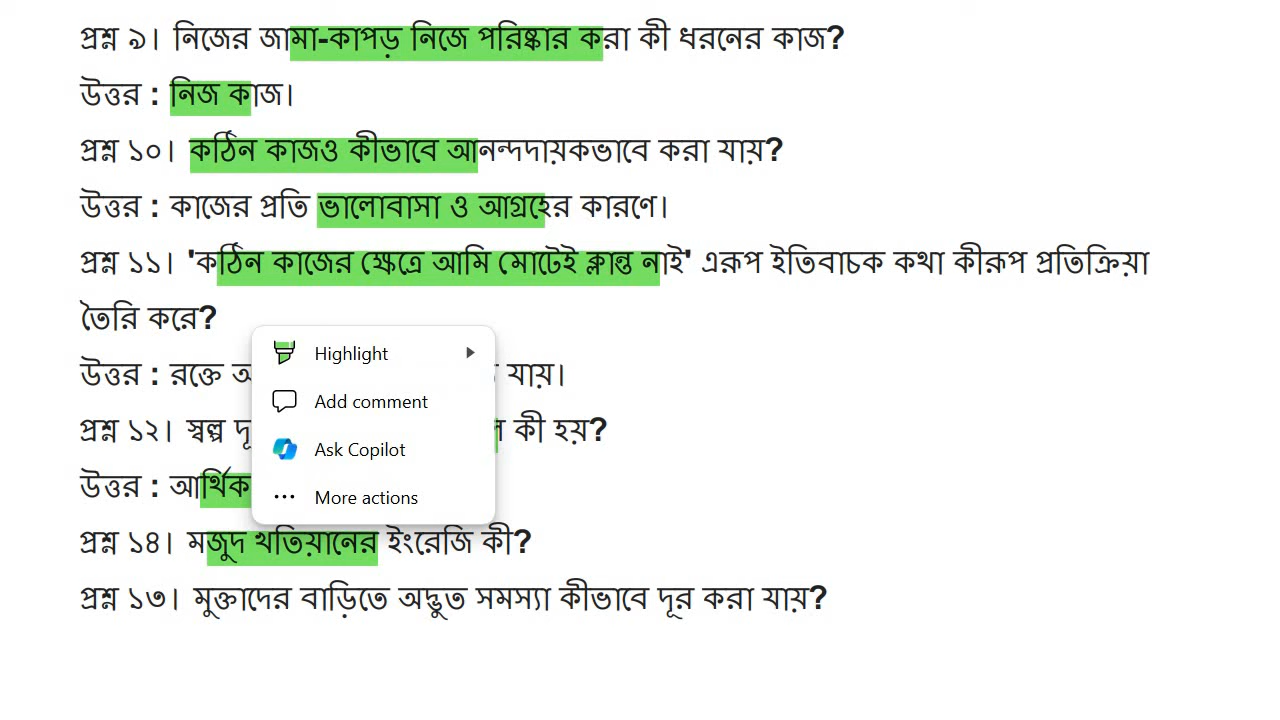 প্রশ্ন ৯। নিজের জামা-কাপড় নিজে পরিষ্কার করা কী ধরনের কাজ?
উত্তর : নিজ কাজ।
প্রশ্ন ১০। কঠিন কাজও কীভাবে আনন্দদায়কভাবে করা যায়?
উত্তর : কাজের প্রতি ভালোবাসা ও আগ্রহের কারণে।
প্রশ্ন ১১। 'কঠিন কাজের ক্ষেত্রে আমি মোটেই ক্লান্ত নাই' এরূপ ইতিবাচক কথা কীরূপ প্রতিক্রিয়া
তৈরি করে?
Highlight
উত্তর : রক্তে যায়।
Add comment
প্রশ্ন ১২। স্বল্প কী হয়?
Ask Copilot
উত্তর : আর্থিক
More actions
প্রশ্ন ১৪। মজুদ খতিয়ানের ইংরেজি কী?
প্রশ্ন ১৩। মুক্তাদের বাড়িতে অদ্ভুত সমস্যা কীভাবে দূর করা যায়?